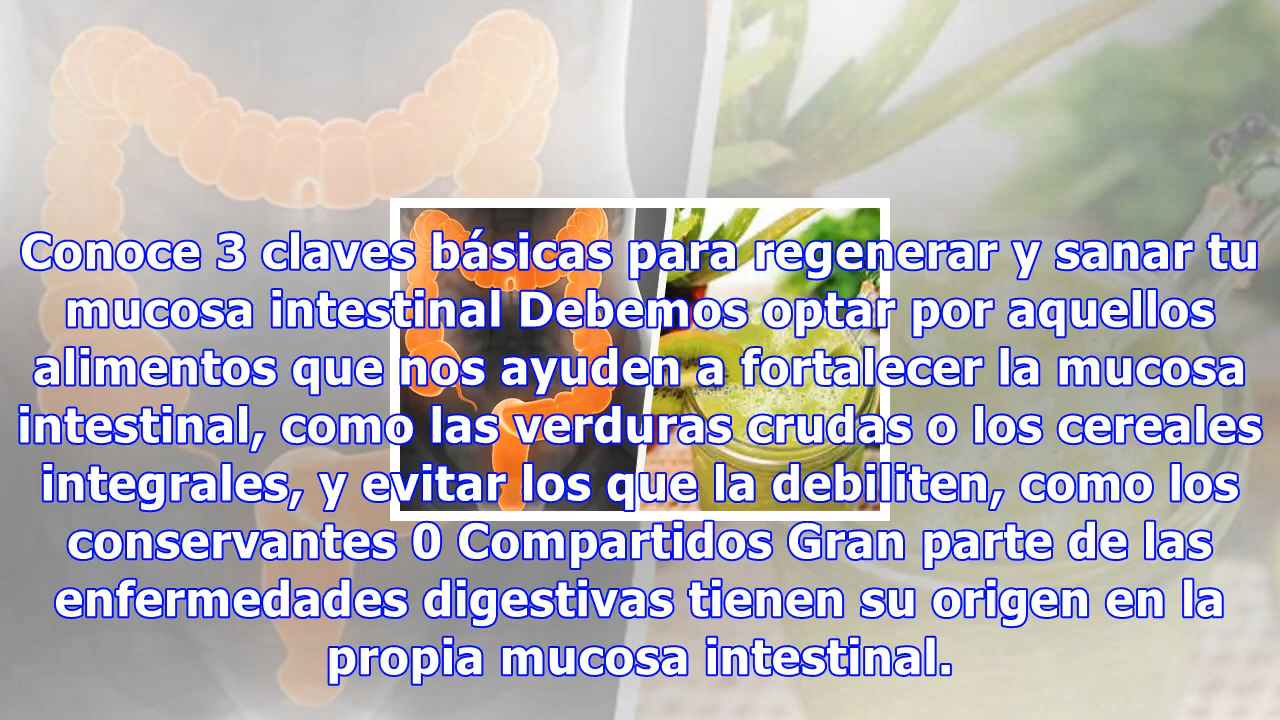 Conoce 3 claves básicas para regenerar y sanar tu
mucosa intestinal Debemos optar por aquellos
alimentos que nos ayuden a fortalecer la mucosa
intestinal, como las verduras crudas o los cereales
integrales, y evitar los que la debiliten, como los
conservantes 0 Compartidos Gran parte de las
enfermedades digestivas tienen su origen en la
propia mucosa intestinal.